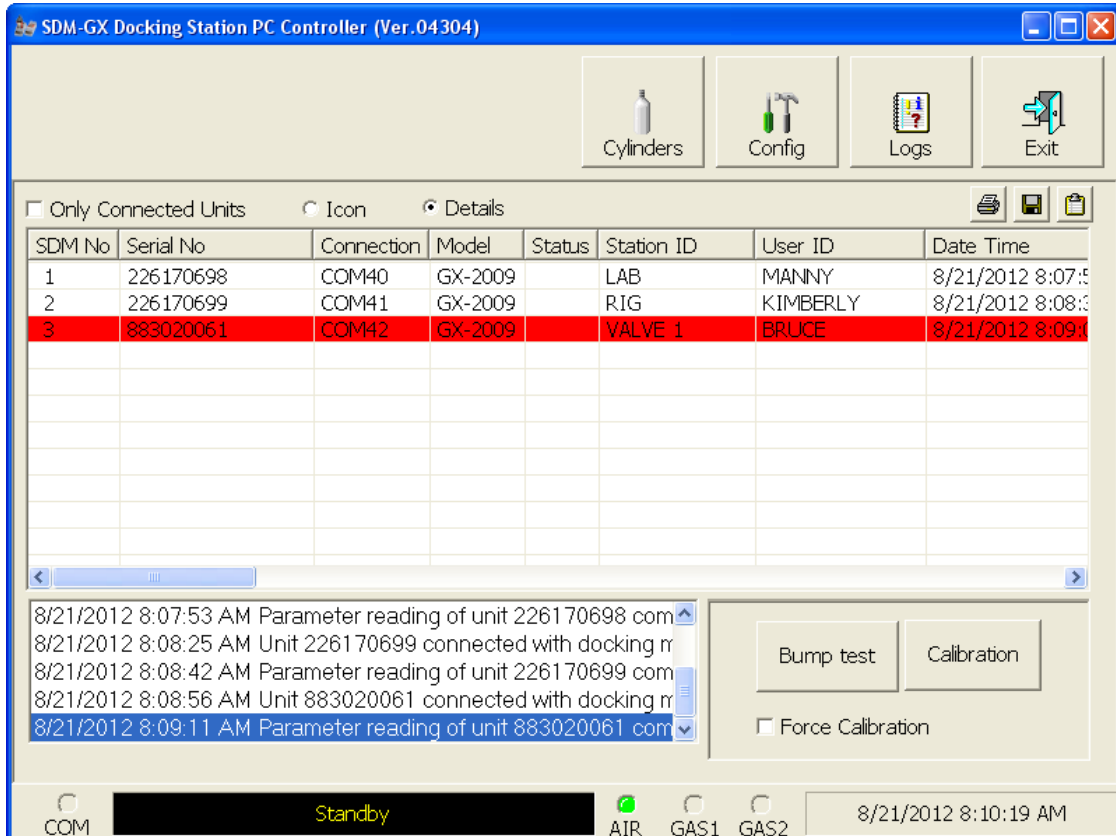 SDM-GX Docking Station PC Controller (Ver.04304)
Cylinders Config Logs Exit
Only Connected Units Icon Details
SDM No Serial No Connection Model Status Station ID User ID Date Time
1 226170698 COM40 GX-2009 LAB MANNY 8/21/2012 8:07:5
2 226170699 COM41 GX-2009 RIG KIMBERLY 8/21/2012 8:08:3
3 883020061 COM42 GX-2009 VALVE 1 BRUCE 8/21/2012 8:09:0
8/21/2012 8:07:53 AM Parameter reading of unit 226170698 com
8/21/2012 8:08:25 AM Unit 226170699 connected with docking m
8/21/2012 8:08:42 AM Parameter reading of unit 226170699 com
8/21/2012 8:08:56 AM Unit 883020061 connected with docking m
8/21/2012 8:09:11 AM Parameter reading of unit 883020061 com
Bump test Calibration
Force Calibration
COM Standby AIR GAS1 GAS2 8/21/2012 8:10:19 AM